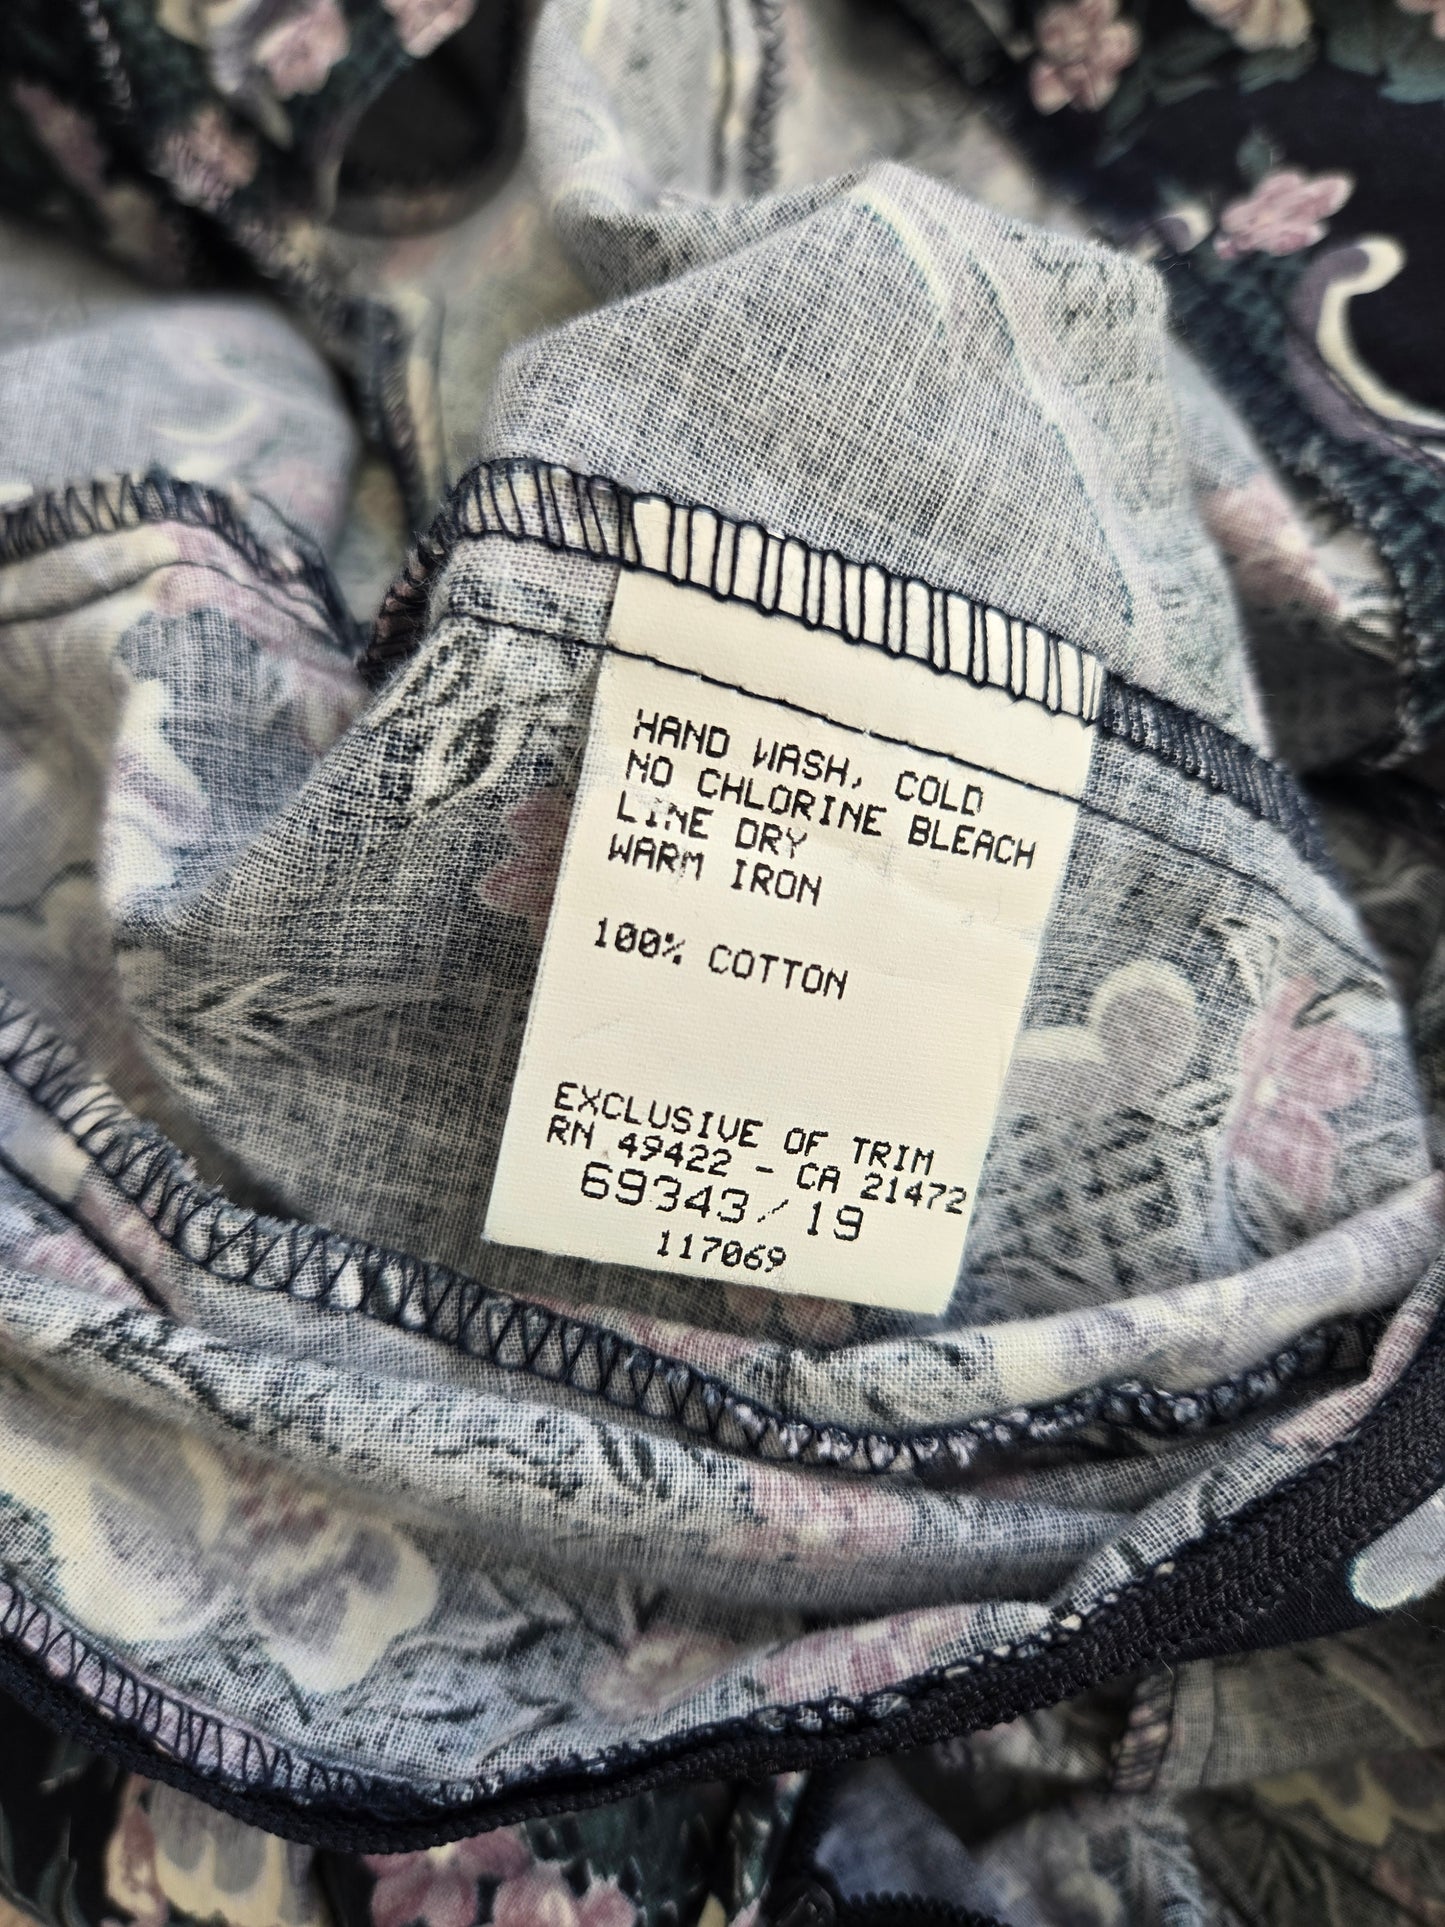 HAND WASH, COLD
NO CHLORINE BLEACH
LINE DRY
WARM IRON
100% COTTON
EXCLUSIVE OF TRIM
RN 49422 - CA 21472
69343/19
117069